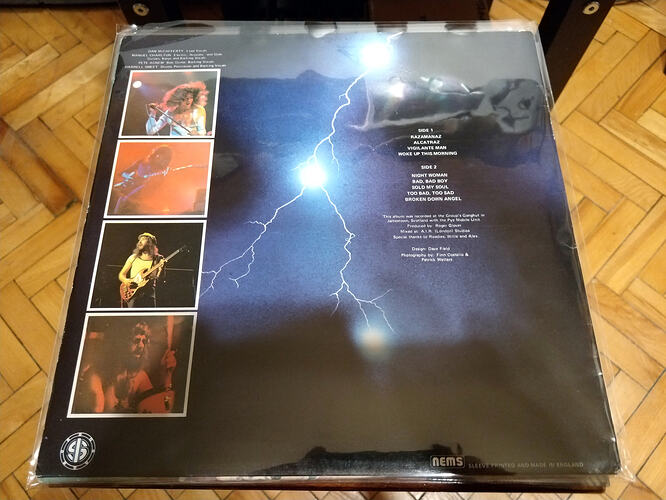 DAN McCAFFERTY: Lead Vocals
MANUEL CHARLTON: Electric, Acoustic, and Slide
Guitars, Banjo and Backing Vocals
PETE AGNEW: Bass Guitar, Backing Vocals
DARRELL SWEET: Drums, Percussion and Backing Vocals
SIDE 1
RAZAMANAZ
ALCATRAZ
VIGILANTE MAN
WOKE UP THIS MORNING
SIDE 2
NIGHT WOMAN
BAD, BAD BOY
SOLD MY SOUL
TOO BAD, TOO SAD
BROKEN DOWN ANGEL
This album was recorded at the Group's Ganghut in
Jamestown, Scotland with the Pye Mobile Unit.
Produced by: Roger Glover
Mixed at: A.I.R. (London) Studios
Special thanks to Roadies, Willie and Alex.
Design: Dave Field
Photography by: Finn Costello &
Patrick Welters
nems SLEEVE PRINTED AND MADE IN ENGLAND